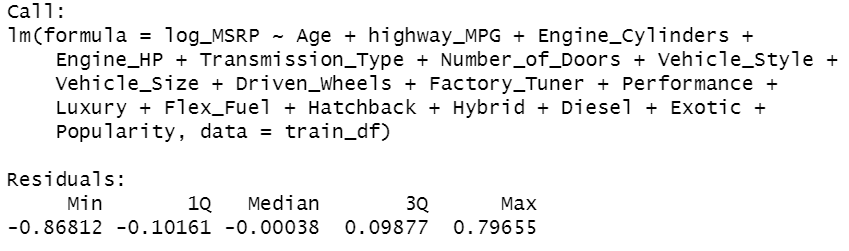 Call:
lm(formula = log_MSRP ~ Age + highway_MPG + Engine_Cylinders +
    Engine_HP + Transmission_Type + Number_of_Doors + Vehicle_Style +
    Vehicle_Size + Driven_Wheels + Factory_Tuner + Performance +
    Luxury + Flex_Fuel + Hatchback + Hybrid + Diesel + Exotic +
    Popularity, data = train_df)

Residuals:
     Min       1Q   Median       3Q      Max
-0.86812 -0.10161 -0.00038  0.09877  0.79655